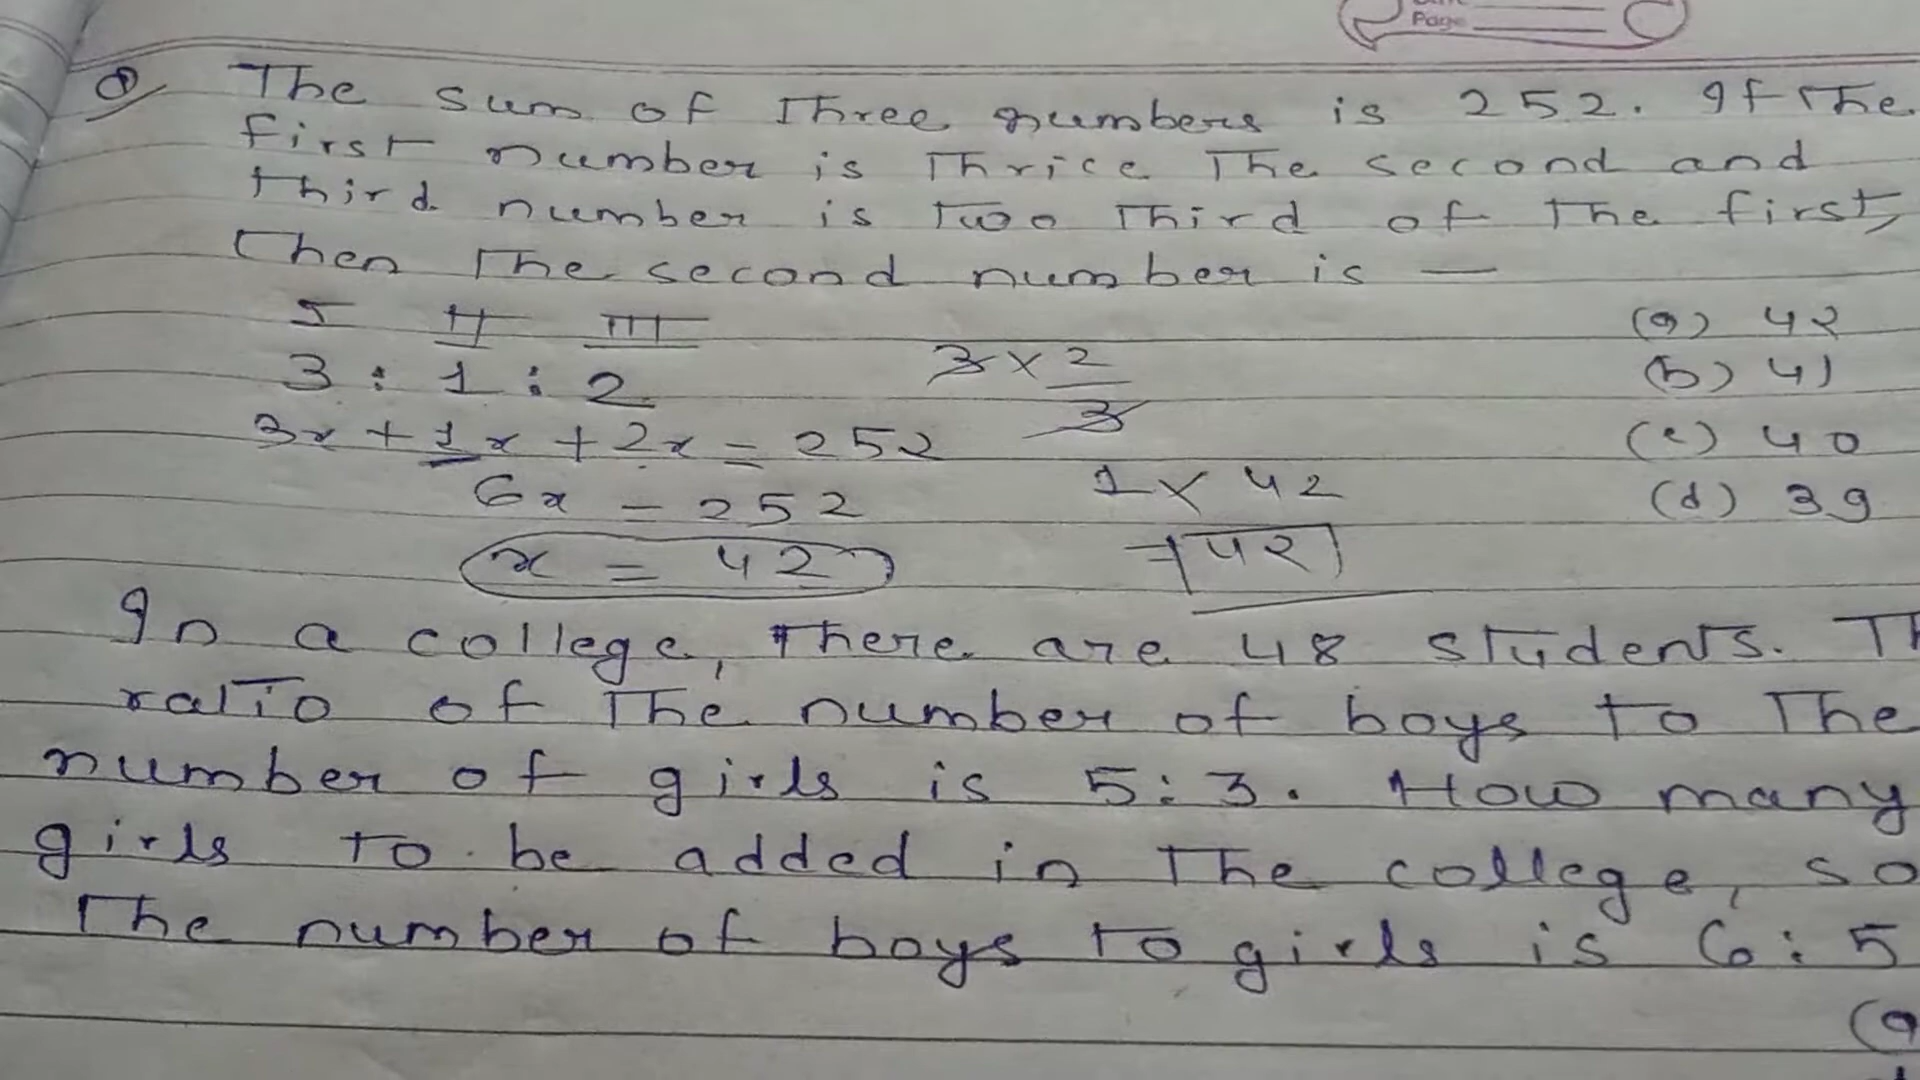 Page
The sum of three numbers is 252. If the
first number is thrice the second and
third number is two third of the first,
then the second number is —
I II III
3 : 1 : 2
3 × 2/3
3x + 1x + 2x = 252
6x = 252
x = 42
1 × 42
= 42
(a) 42
(b) 41
(c) 40
(d) 39
In a college, there are 48 students. Th
ratio of the number of boys to the
number of girls is 5:3. How many
girls to be added in the college, so
the number of boys to girls is 6:5
(a